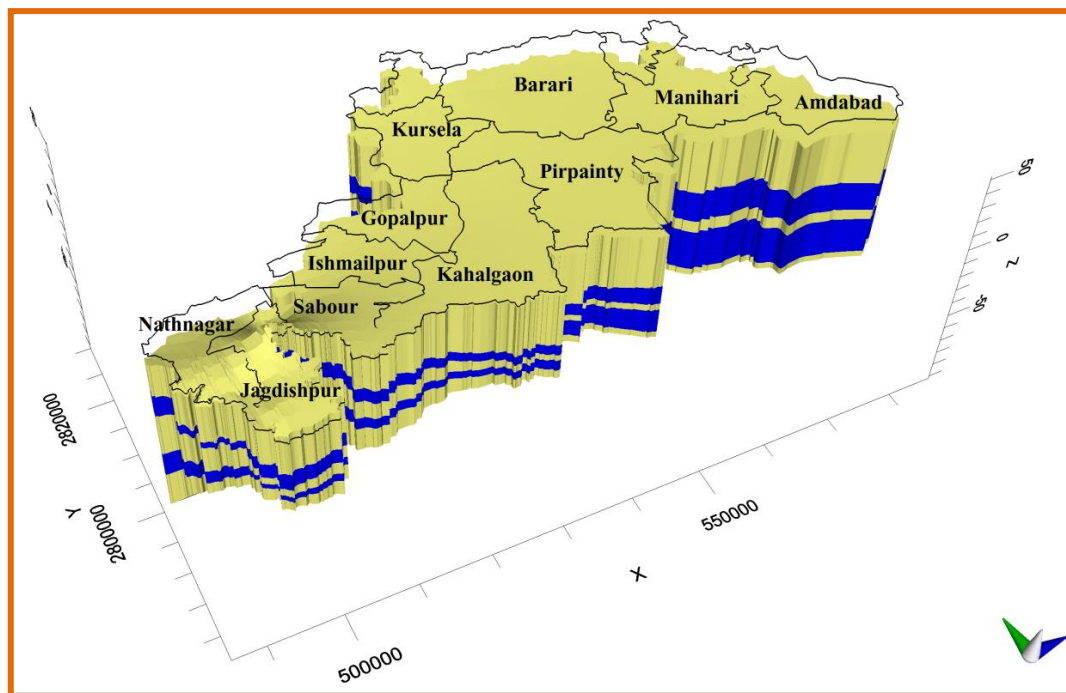 Barari
Manihari
Amdabad
Kursela
Pirpainty
Gopalpur
Ishmailpur
Kahalgaon
Sabour
Nathnagar
Jagdishpur
50
0
Z
-50
2820000
Y
2800000
X
550000
500000